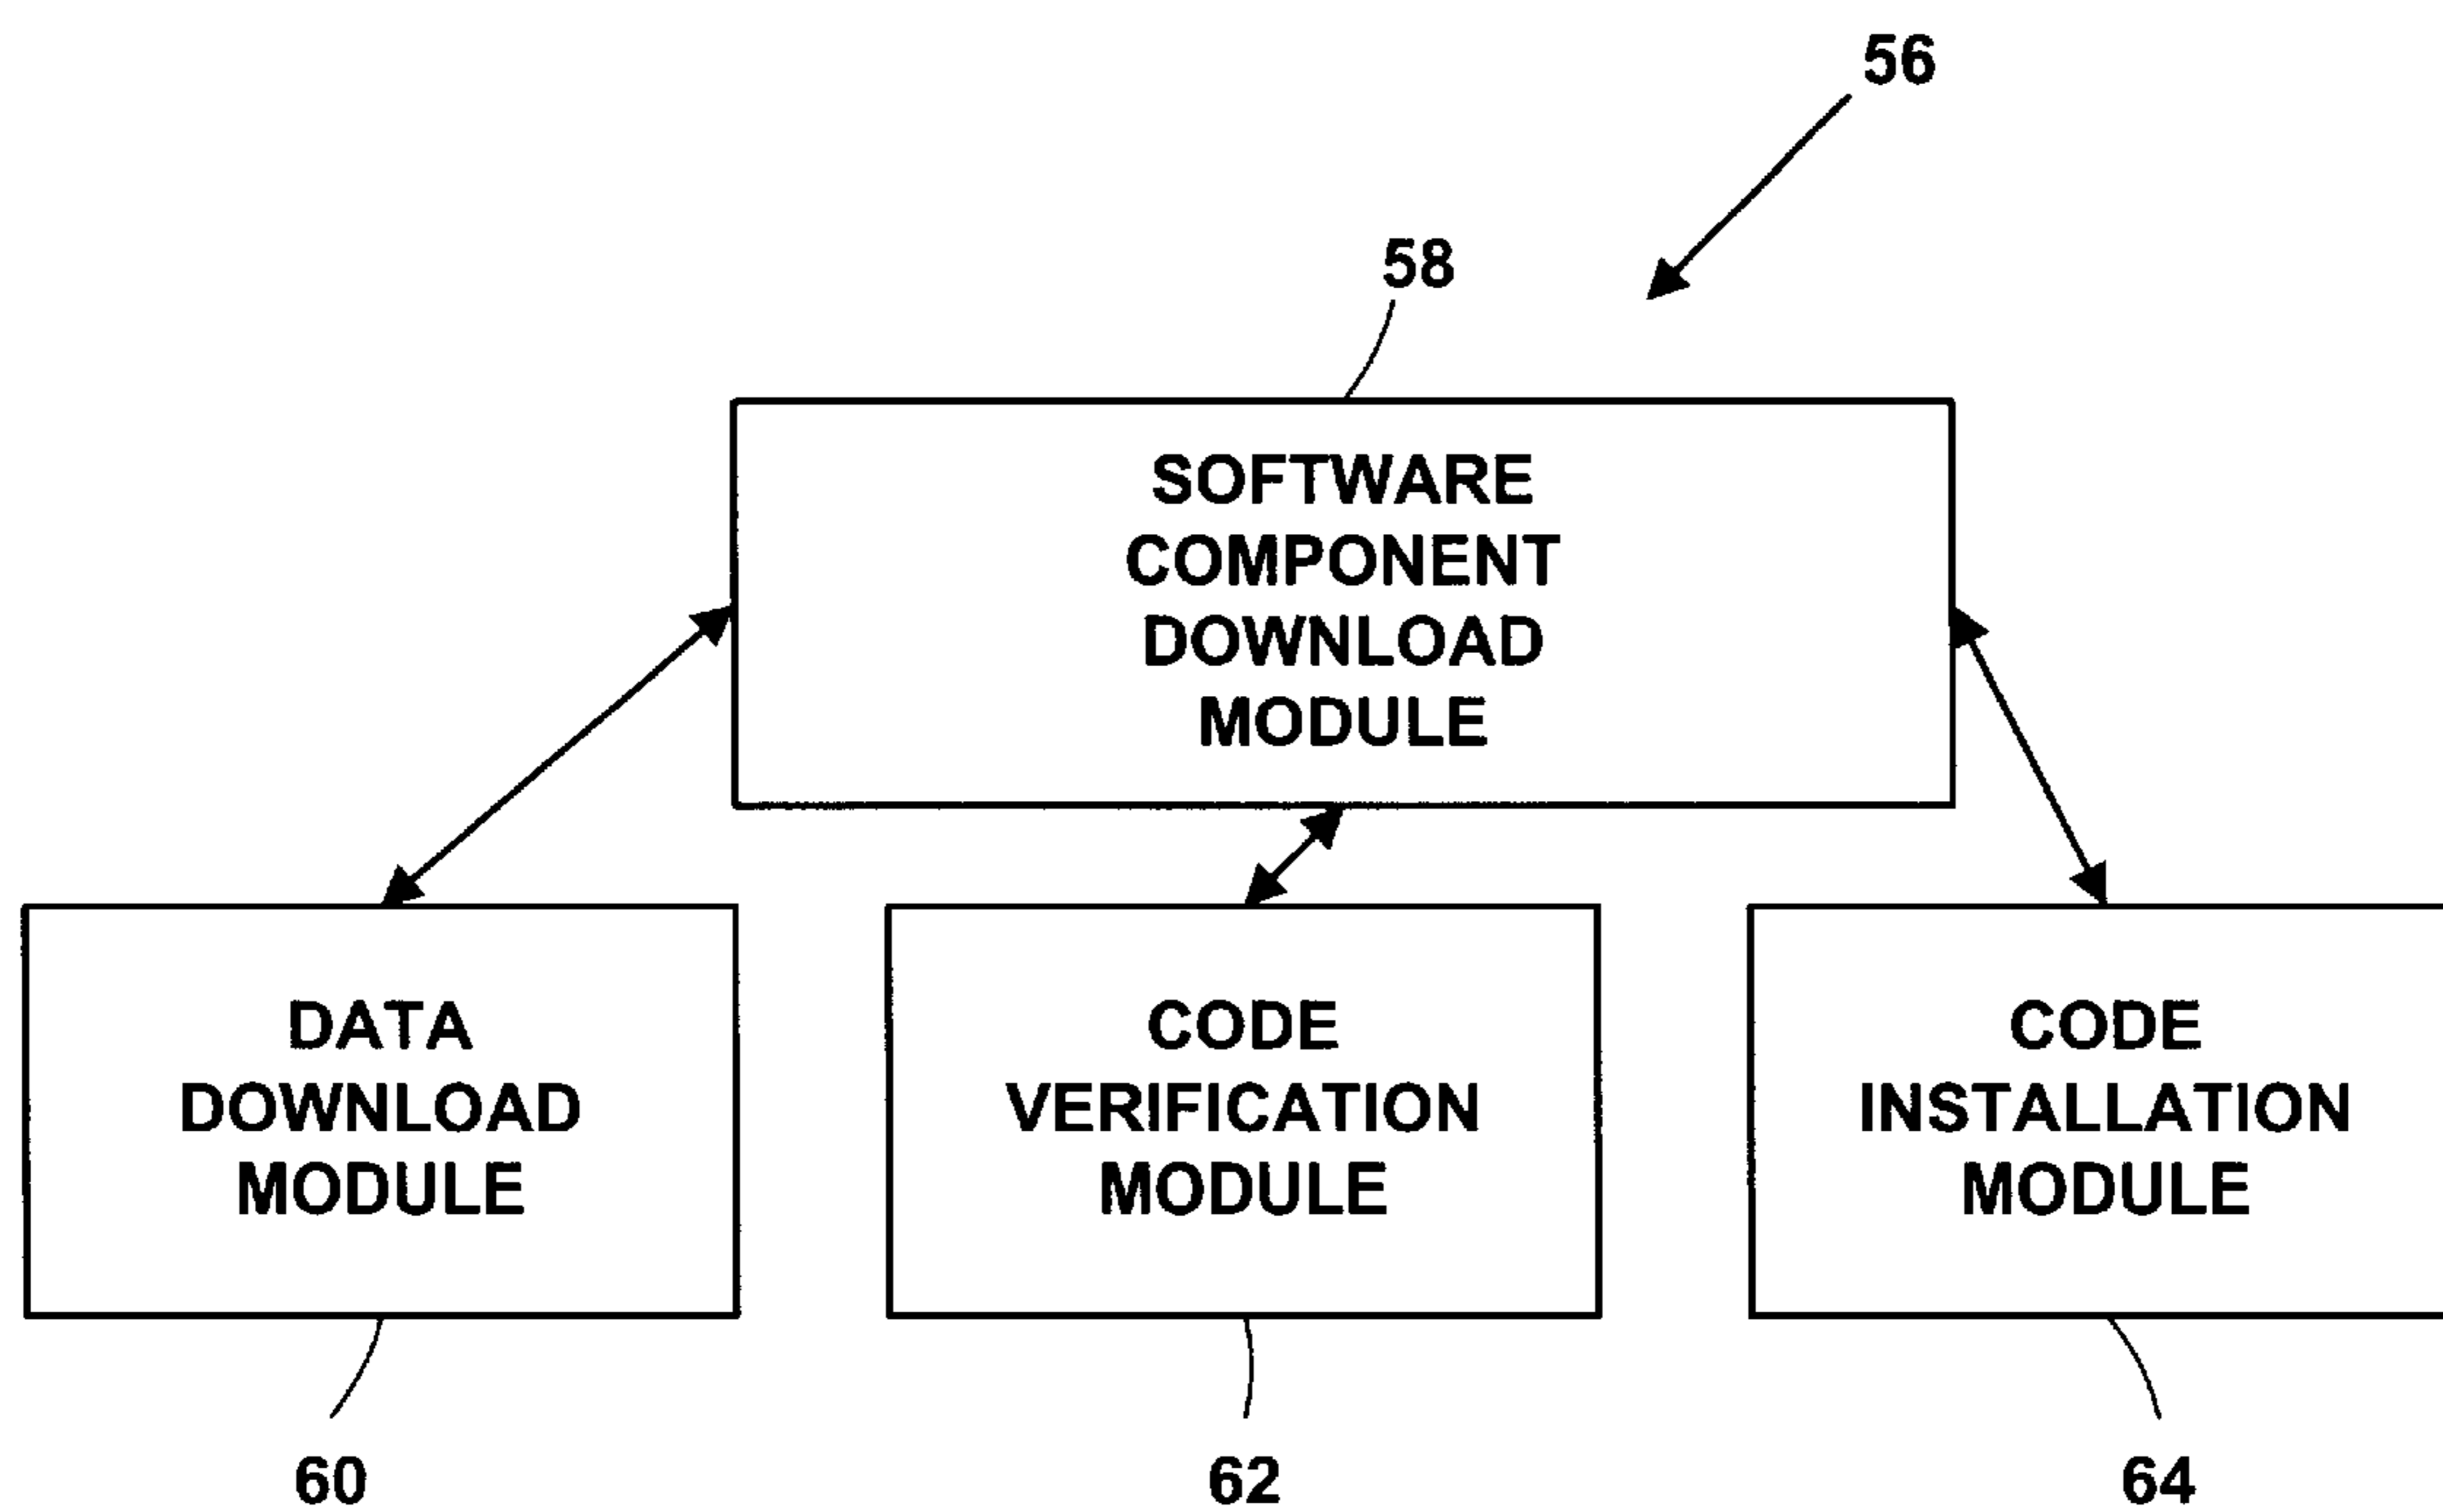 56
58
SOFTWARE
COMPONENT
DOWNLOAD
MODULE
DATA
DOWNLOAD
MODULE
CODE
VERIFICATION
MODULE
CODE
INSTALLATION
MODULE
60
62
64